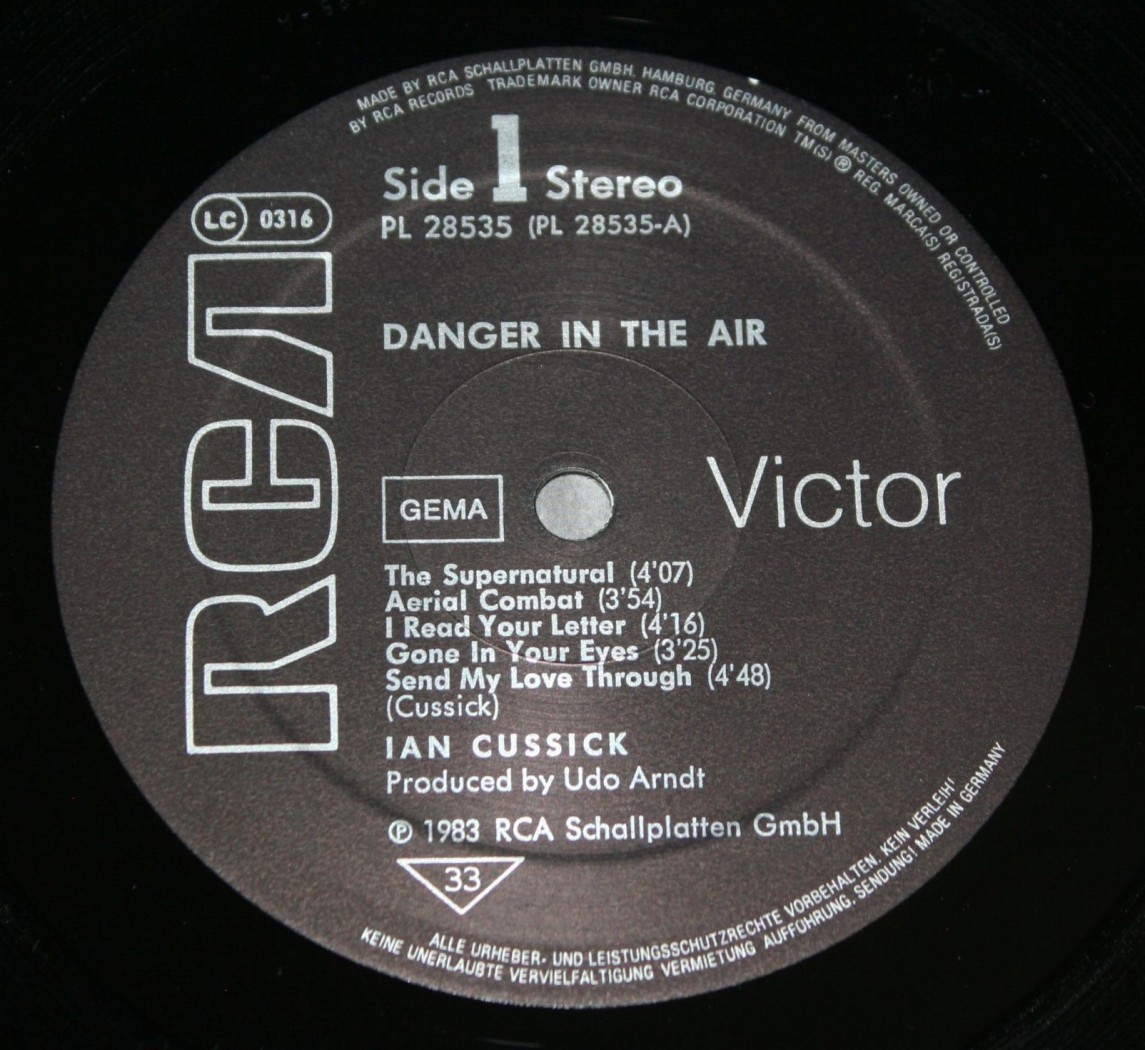 MADE BY RCA SCHALLPLATTEN GMBH. HAMBURG, GERMANY FROM MASTERS OWNED OR CONTROLLED
BY RCA RECORDS TRADEMARK OWNER RCA CORPORATION TM(S) ® REG. MARCA(S) REGISTRADA(S)
Side 1 Stereo
LC 0316
PL 28535 (PL 28535-A)
RCA
DANGER IN THE AIR
Victor
GEMA
The Supernatural (4'07)
Aerial Combat (3'54)
I Read Your Letter (4'16)
Gone In Your Eyes (3'25)
Send My Love Through (4'48)
(Cussick)
IAN CUSSICK
Produced by Udo Arndt
℗ 1983 RCA Schallplatten GmbH
33
ALLE URHEBER- UND LEISTUNGSSCHUTZRECHTE VORBEHALTEN. KEIN VERLEIH!
KEINE UNERLAUBTE VERVIELFÄLTIGUNG VERMIETUNG AUFFÜHRUNG, SENDUNG! MADE IN GERMANY